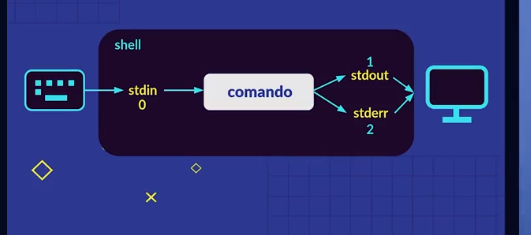 shell
stdin
0
comando
1
stdout
stderr
2